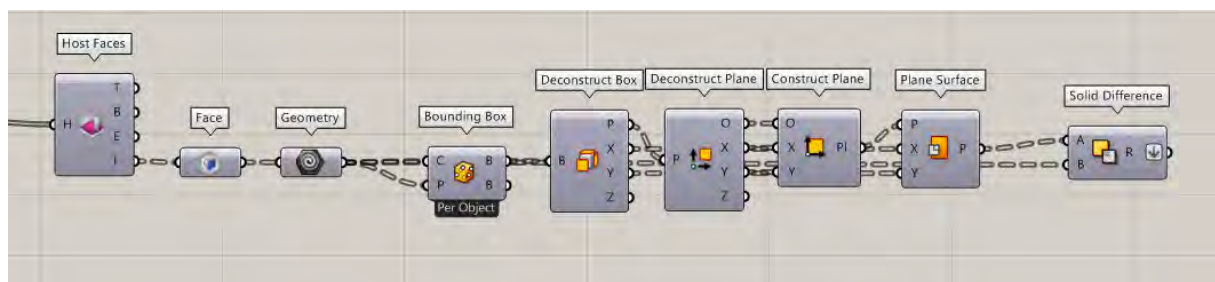 Host Faces
H
T
B
E
I
Face
Geometry
Bounding Box
C
P
B
B
Per Object
Deconstruct Box
B
P
X
Y
Z
Deconstruct Plane
P
O
X
Y
Z
Construct Plane
O
X
Y
Pl
Plane Surface
P
X
Y
P
Solid Difference
A
B
R